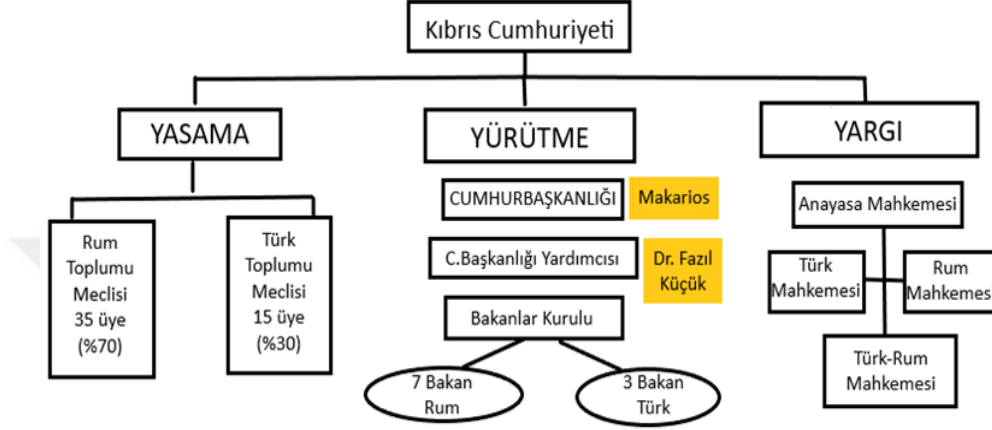 Kıbrıs Cumhuriyeti
YASAMA
Rum
Toplumu
Meclisi
35 üye
(%70)
Türk
Toplumu
Meclisi
15 üye
(%30)
YÜRÜTME
CUMHURBAŞKANLIĞI
Makarios
C.Başkanlığı Yardımcısı
Dr. Fazıl
Küçük
Bakanlar Kurulu
7 Bakan
Rum
3 Bakan
Türk
YARGI
Anayasa Mahkemesi
Türk
Mahkemesi
Rum
Mahkemes
Türk-Rum
Mahkemesi